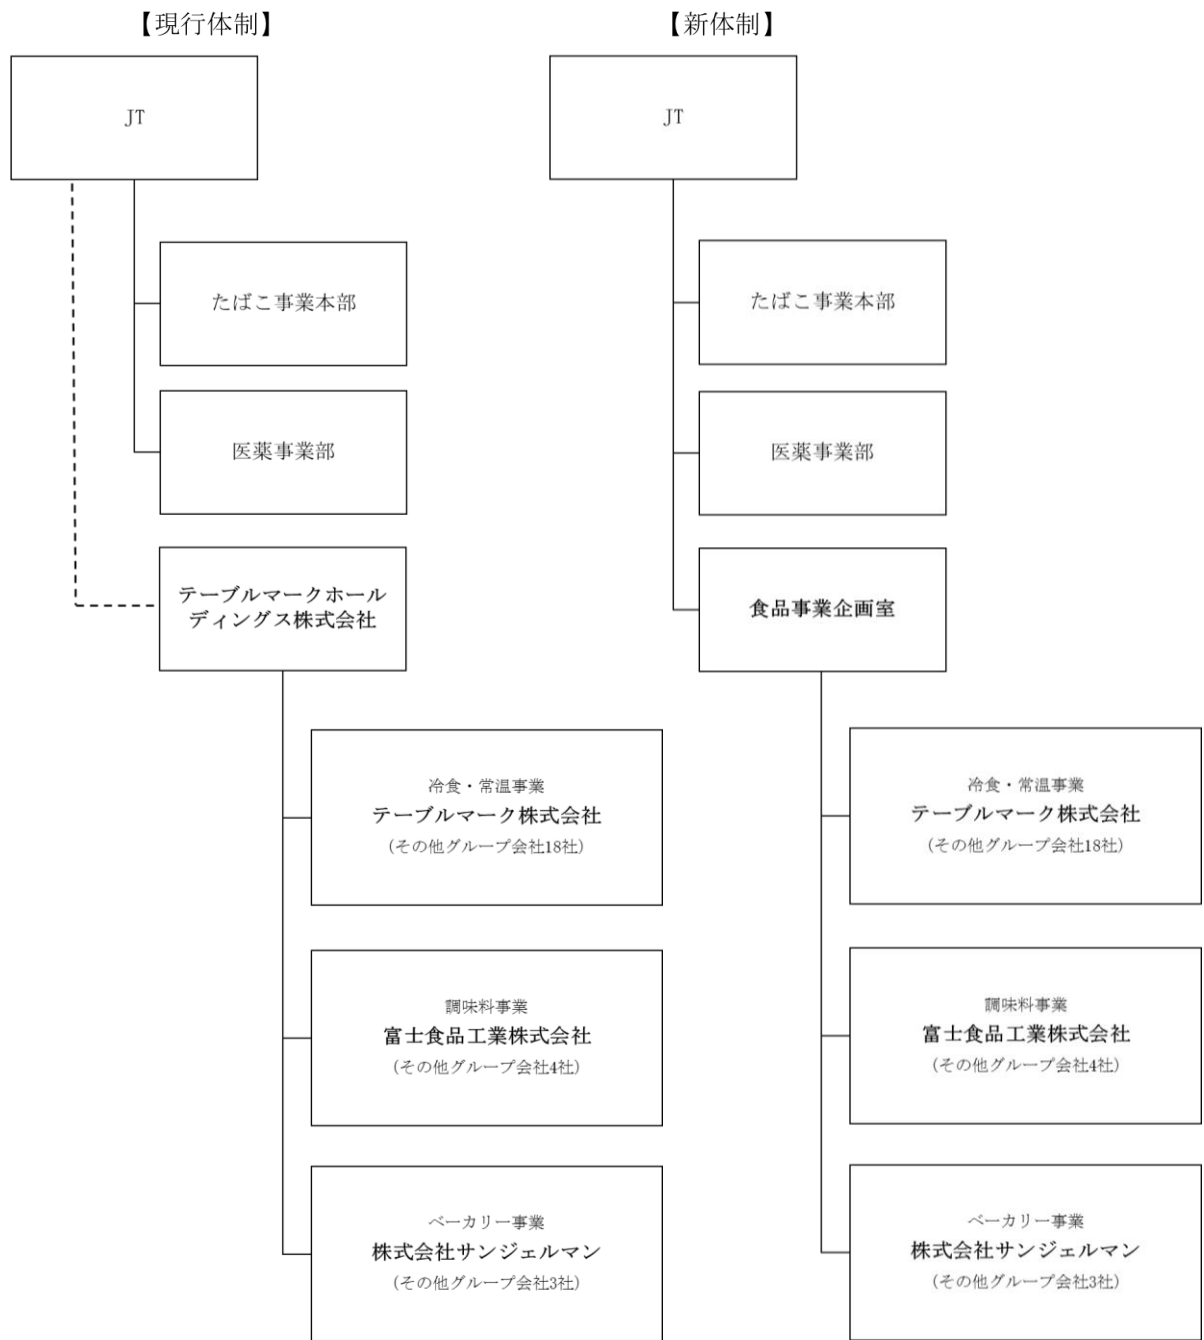 【現行体制】
JT
たばこ事業本部
医薬事業部
テーブルマークホール
ディングス株式会社
冷食・常温事業
テーブルマーク株式会社
(その他グループ会社18社)
調味料事業
富士食品工業株式会社
(その他グループ会社4社)
ベーカリー事業
株式会社サンジェルマン
(その他グループ会社3社)
【新体制】
JT
たばこ事業本部
医薬事業部
食品事業企画室
冷食・常温事業
テーブルマーク株式会社
(その他グループ会社18社)
調味料事業
富士食品工業株式会社
(その他グループ会社4社)
ベーカリー事業
株式会社サンジェルマン
(その他グループ会社3社)